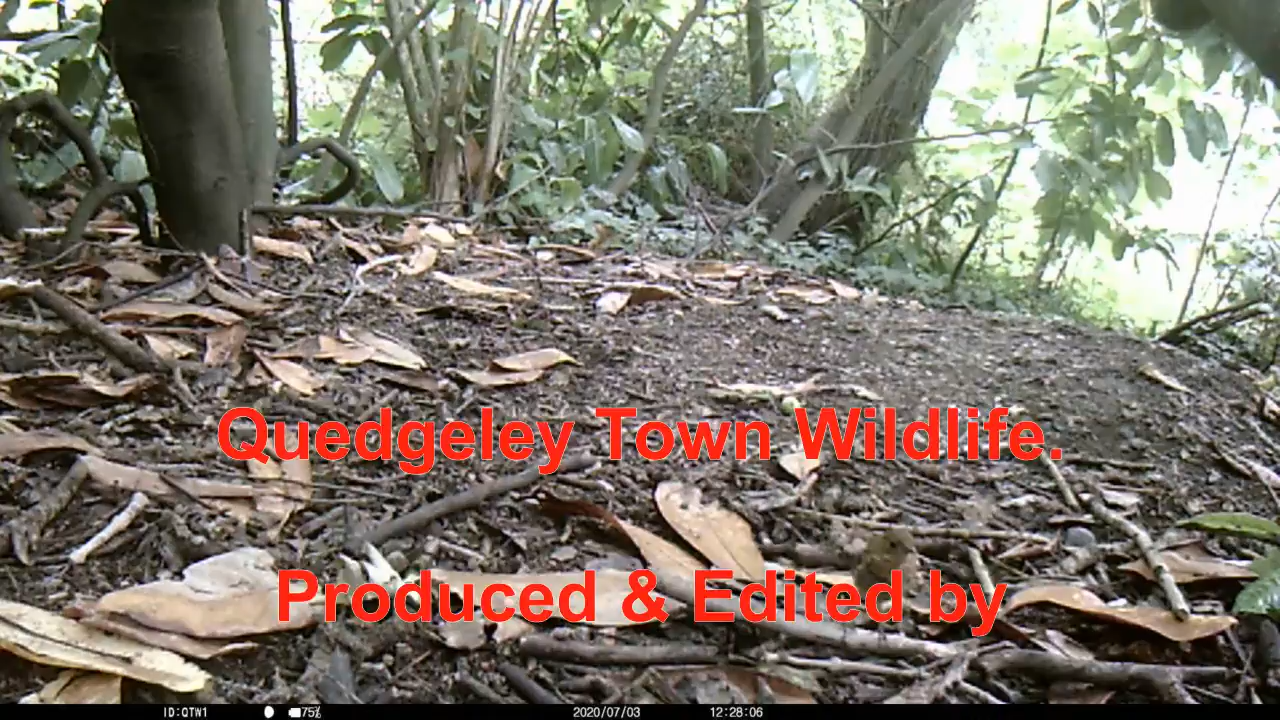 Quedgeley Town Wildlife.
Produced & Edited by
ID:QTW1 75% 2020/07/03 12:28:06